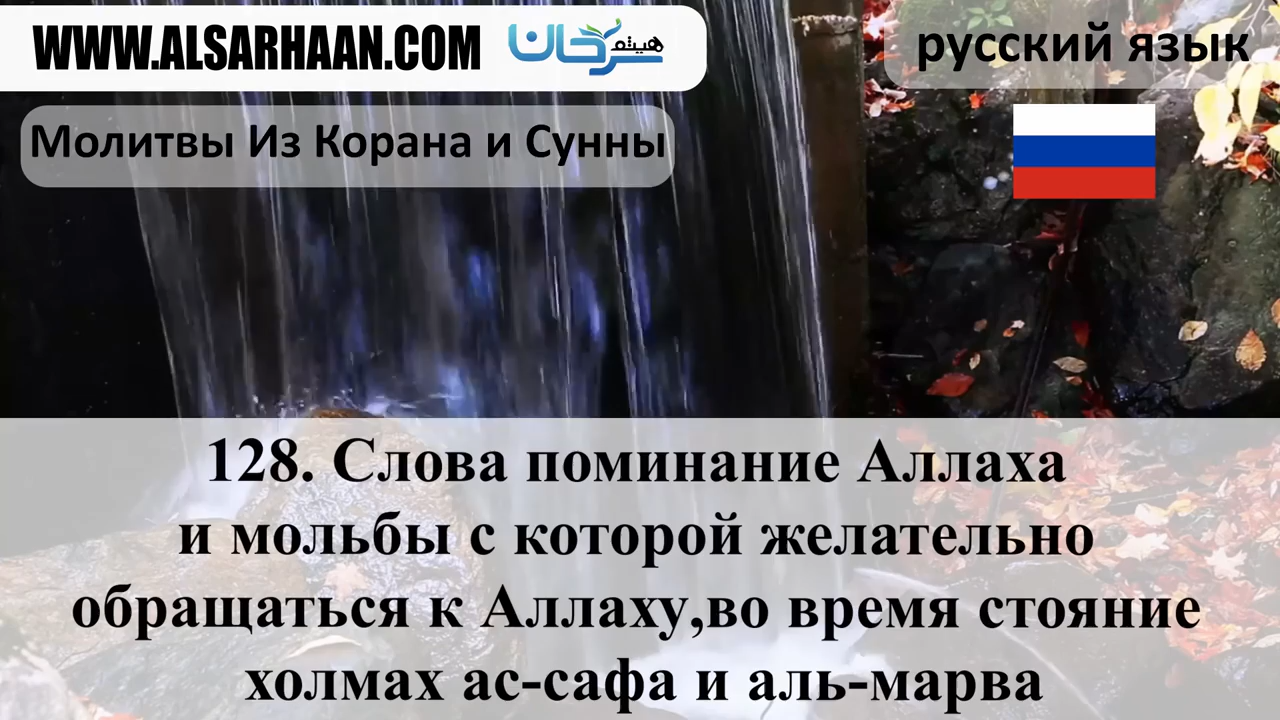 WWW.ALSARHAAN.COM
هيثم سرحان
русский язык
Молитвы Из Корана и Сунны
128. Слова поминание Аллаха
и мольбы с которой желательно
обращаться к Аллаху,во время стояние
холмах ас-сафа и аль-марва